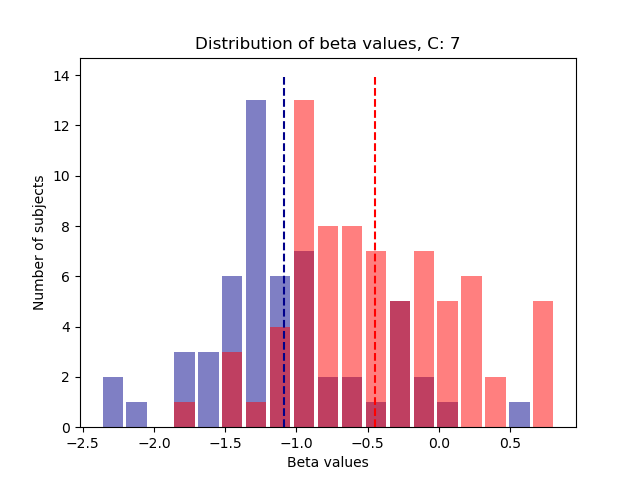 Distribution of beta values, C: 7
14
12
10
8
6
4
2
0
Number of subjects
−2.5 −2.0 −1.5 −1.0 −0.5 0.0 0.5
Beta values